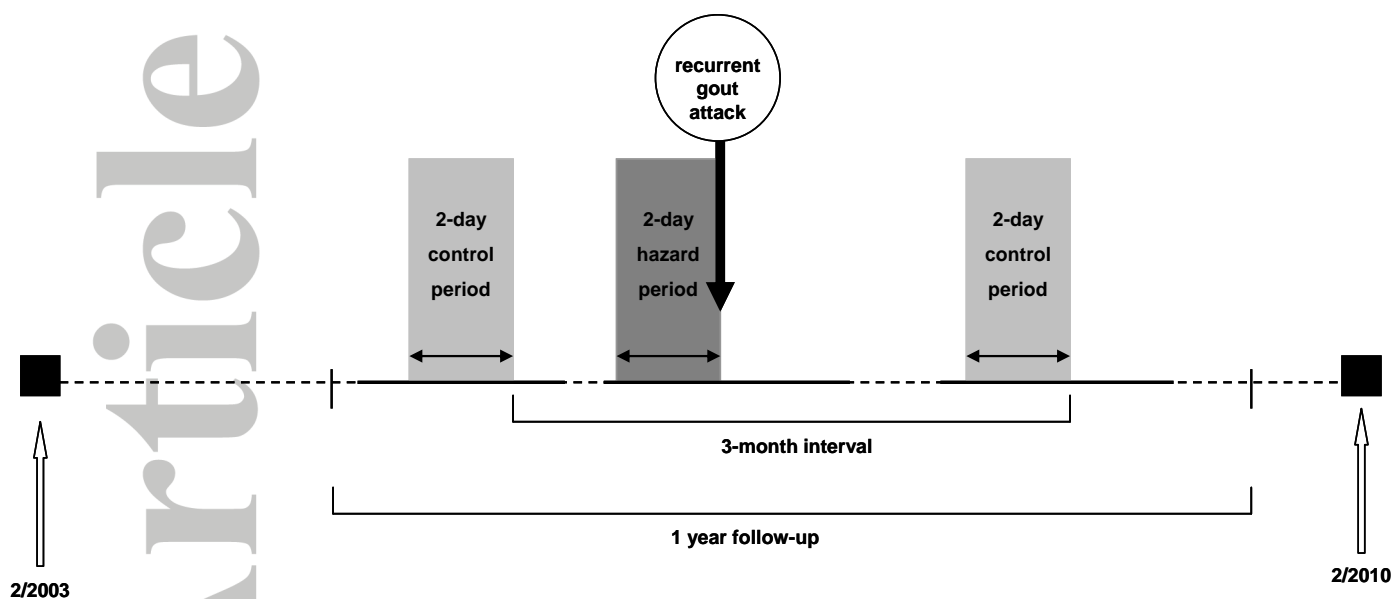 Article
recurrent
gout
attack
2-day
control
period
2-day
hazard
period
2-day
control
period
3-month interval
1 year follow-up
2/2003
2/2010